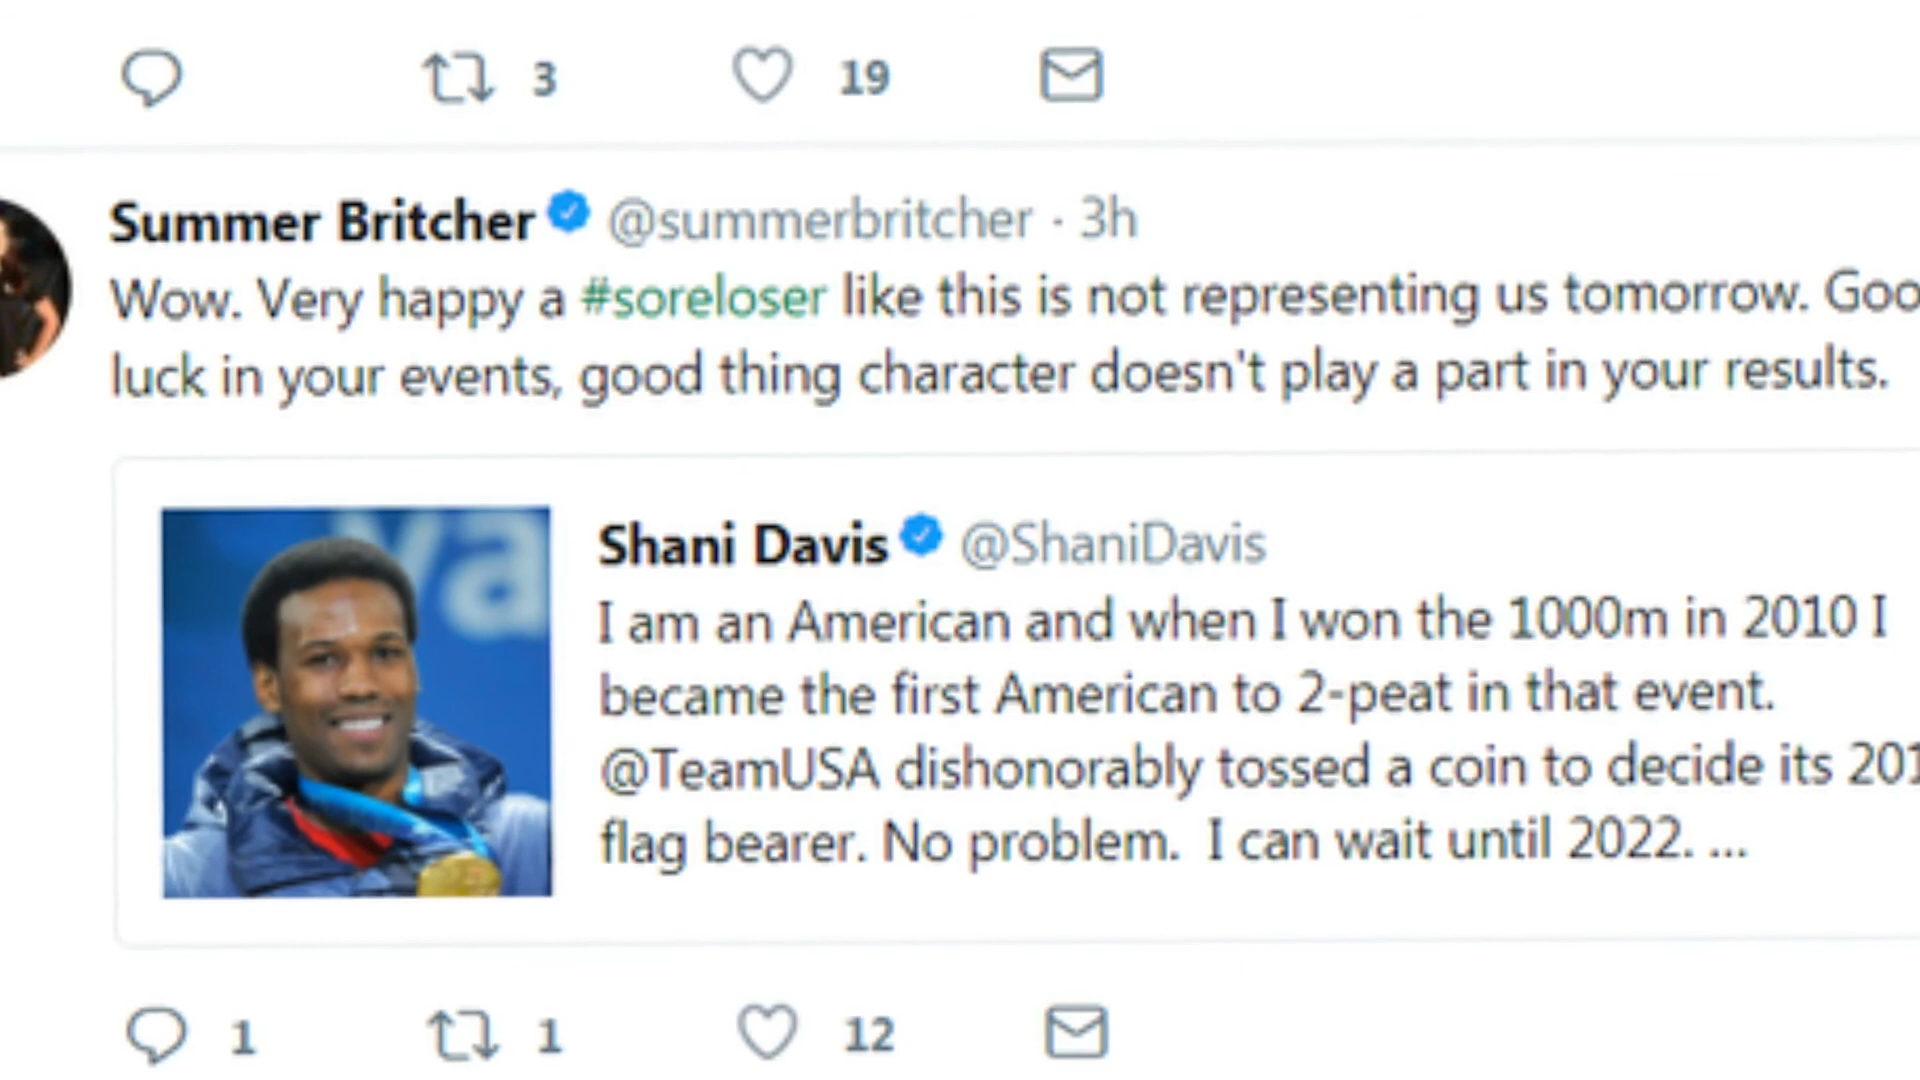 3 19
Summer Britcher @summerbritcher · 3h
Wow. Very happy a #soreloser like this is not representing us tomorrow. Goo
luck in your events, good thing character doesn't play a part in your results.
va
Shani Davis @ShaniDavis
I am an American and when I won the 1000m in 2010 I
became the first American to 2-peat in that event.
@TeamUSA dishonorably tossed a coin to decide its 201
flag bearer. No problem. I can wait until 2022. ...
1 1 12